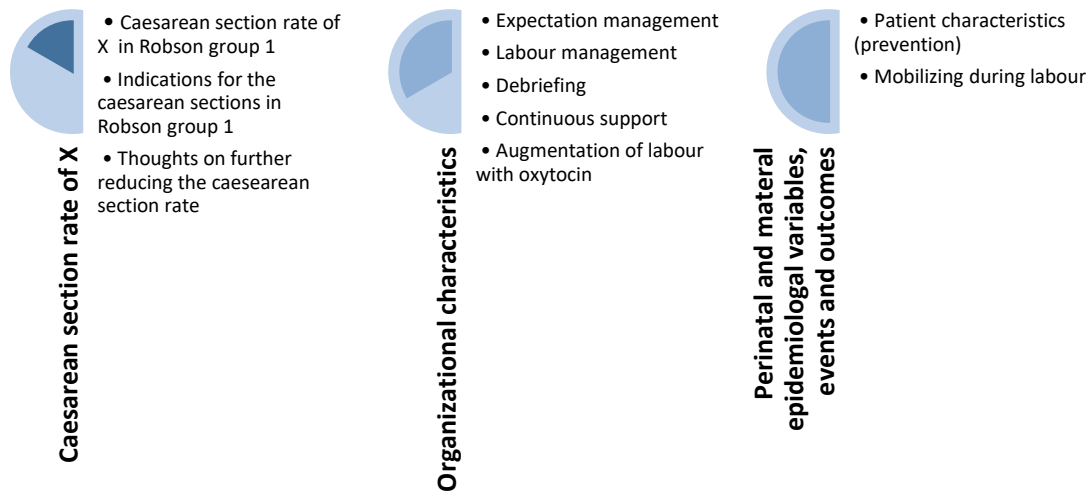 • Caesarean section rate of
X in Robson group 1
• Indications for the
caesarean sections in
Robson group 1
• Thoughts on further
reducing the caesearean
section rate
Caesarean section rate of X
• Expectation management
• Labour management
• Debriefing
• Continuous support
• Augmentation of labour
with oxytocin
Organizational characteristics
• Patient characteristics
(prevention)
• Mobilizing during labour
Perinatal and materal
epidemiologal variables,
events and outcomes